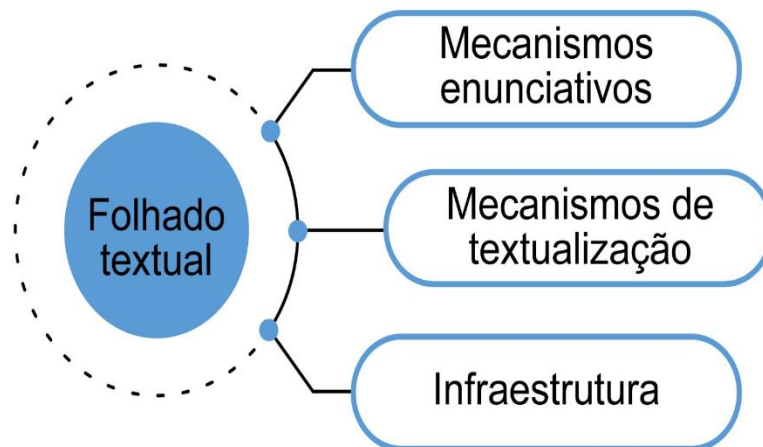 Folhado
textual
Mecanismos
enunciativos
Mecanismos de
textualização
Infraestrutura